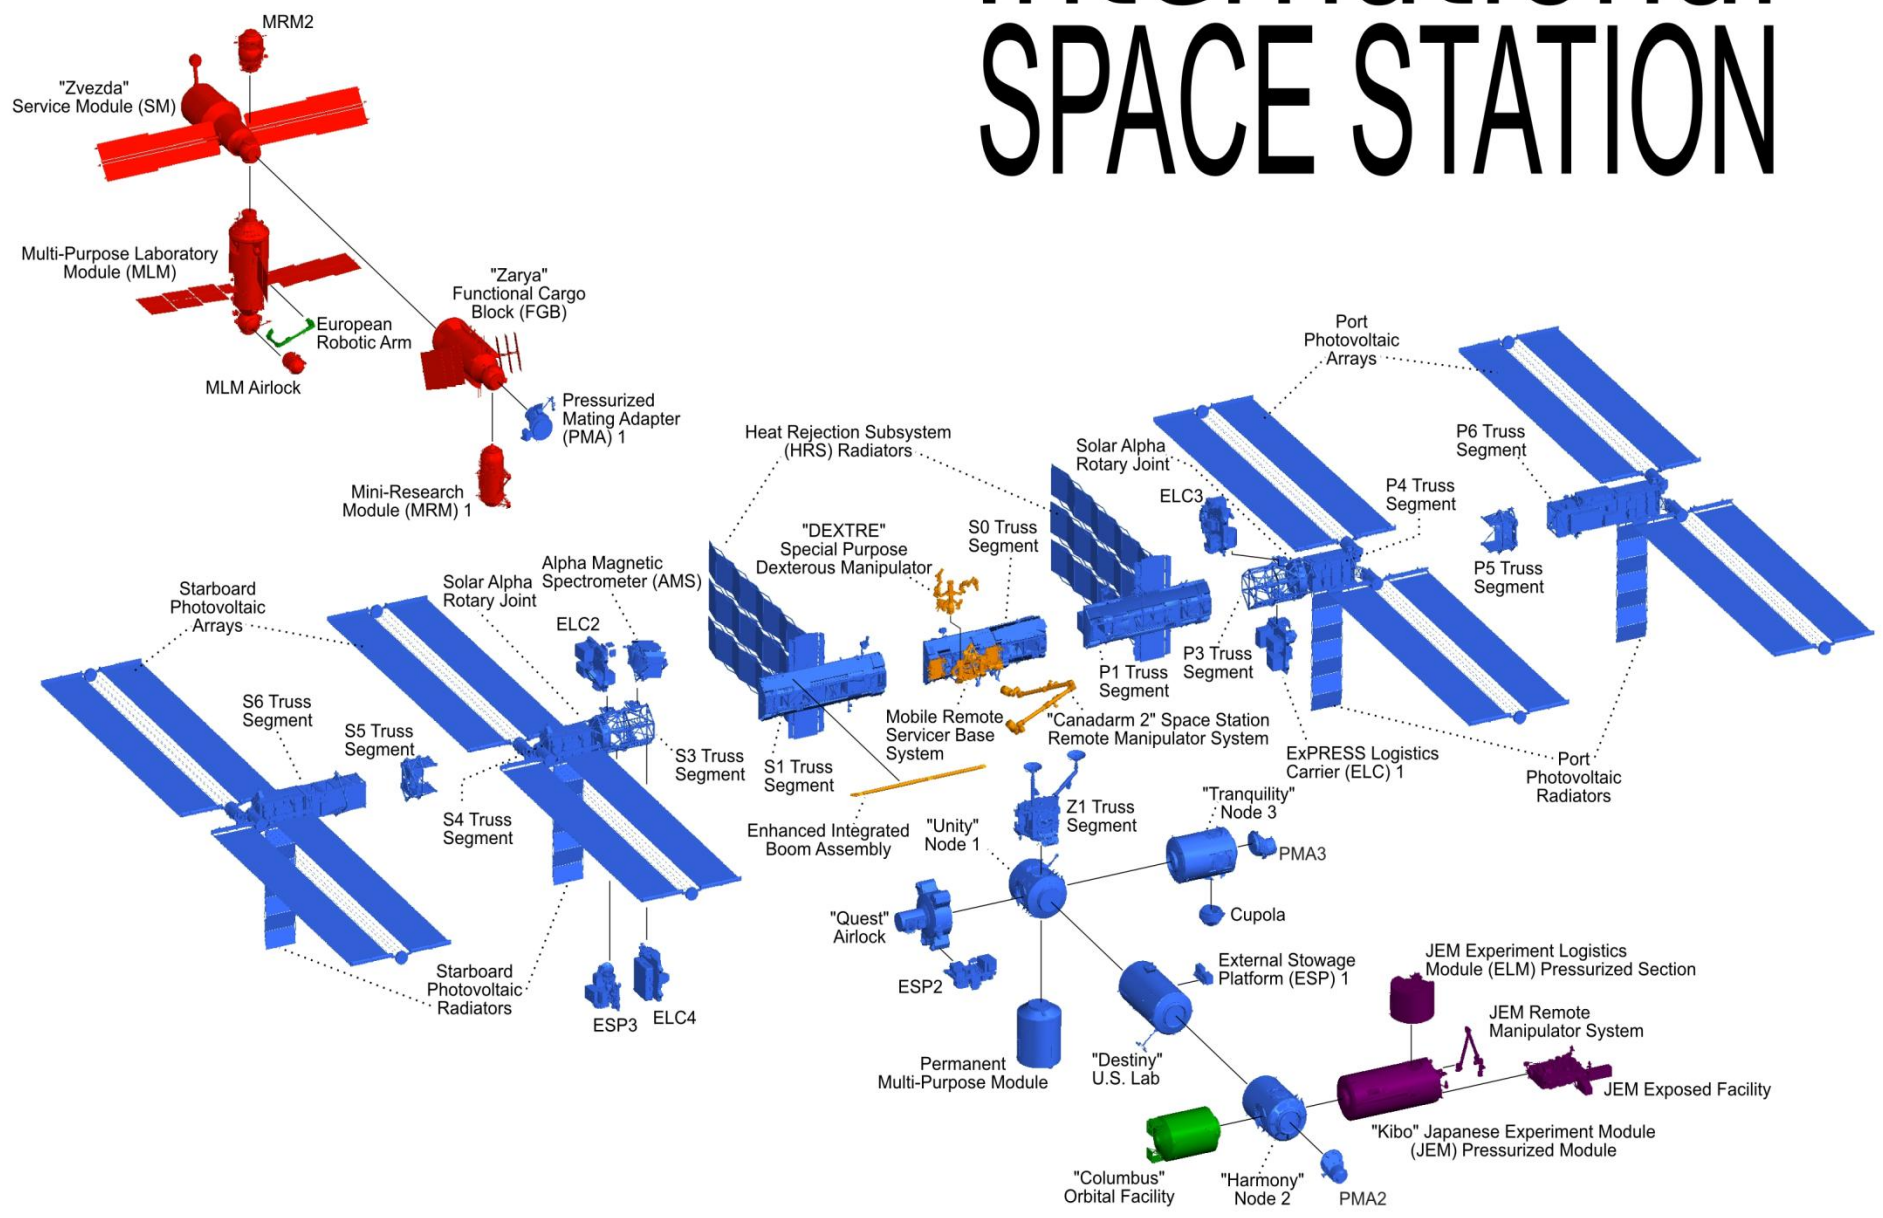 International
SPACE STATION
MRM2
"Zvezda"
Service Module (SM)
Multi-Purpose Laboratory
Module (MLM)
European
Robotic Arm
MLM Airlock
"Zarya"
Functional Cargo
Block (FGB)
Pressurized
Mating Adapter
(PMA) 1
Mini-Research
Module (MRM) 1
Heat Rejection Subsystem
(HRS) Radiators
"DEXTRE"
Special Purpose
Dexterous Manipulator
S0 Truss
Segment
Solar Alpha
Rotary Joint
ELC3
Port
Photovoltaic
Arrays
P6 Truss
Segment
P4 Truss
Segment
P5 Truss
Segment
Starboard
Photovoltaic
Arrays
Solar Alpha
Rotary Joint
Alpha Magnetic
Spectrometer (AMS)
ELC2
S6 Truss
Segment
S5 Truss
Segment
S4 Truss
Segment
S3 Truss
Segment
S1 Truss
Segment
Mobile Remote
Servicer Base
System
"Canadarm 2" Space Station
Remote Manipulator System
P1 Truss
Segment
P3 Truss
Segment
ExPRESS Logistics
Carrier (ELC) 1
Port
Photovoltaic
Radiators
Enhanced Integrated
Boom Assembly
"Unity"
Node 1
Z1 Truss
Segment
"Tranquility"
Node 3
PMA3
Cupola
"Quest"
Airlock
ESP2
Starboard
Photovoltaic
Radiators
ESP3
ELC4
External Stowage
Platform (ESP) 1
Permanent
Multi-Purpose Module
"Destiny"
U.S. Lab
JEM Experiment Logistics
Module (ELM) Pressurized Section
JEM Remote
Manipulator System
JEM Exposed Facility
"Kibo" Japanese Experiment Module
(JEM) Pressurized Module
"Columbus"
Orbital Facility
"Harmony"
Node 2
PMA2